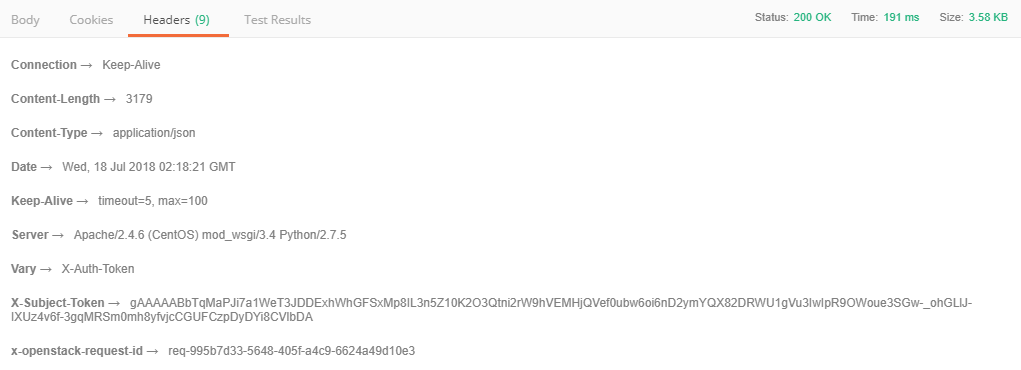 Body Cookies Headers (9) Test Results Status: 200 OK Time: 191 ms Size: 3.58 KB
Connection → Keep-Alive
Content-Length → 3179
Content-Type → application/json
Date → Wed, 18 Jul 2018 02:18:21 GMT
Keep-Alive → timeout=5, max=100
Server → Apache/2.4.6 (CentOS) mod_wsgi/3.4 Python/2.7.5
Vary → X-Auth-Token
X-Subject-Token → gAAAAABbTqMaPJi7a1WeT3JDDExhWhGFSxMp8IL3n5Z10K2O3Qtni2rW9hVEMHjQVef0ubw6oi6nD2ymYQX82DRWU1gVu3IwlpR9OWoue3SGw-_ohGLIJ-
IXUz4v6f-3gqMRSm0mh8yfvjcCGUFCzpDyDYi8CVIbDA
x-openstack-request-id → req-995b7d33-5648-405f-a4c9-6624a49d10e3